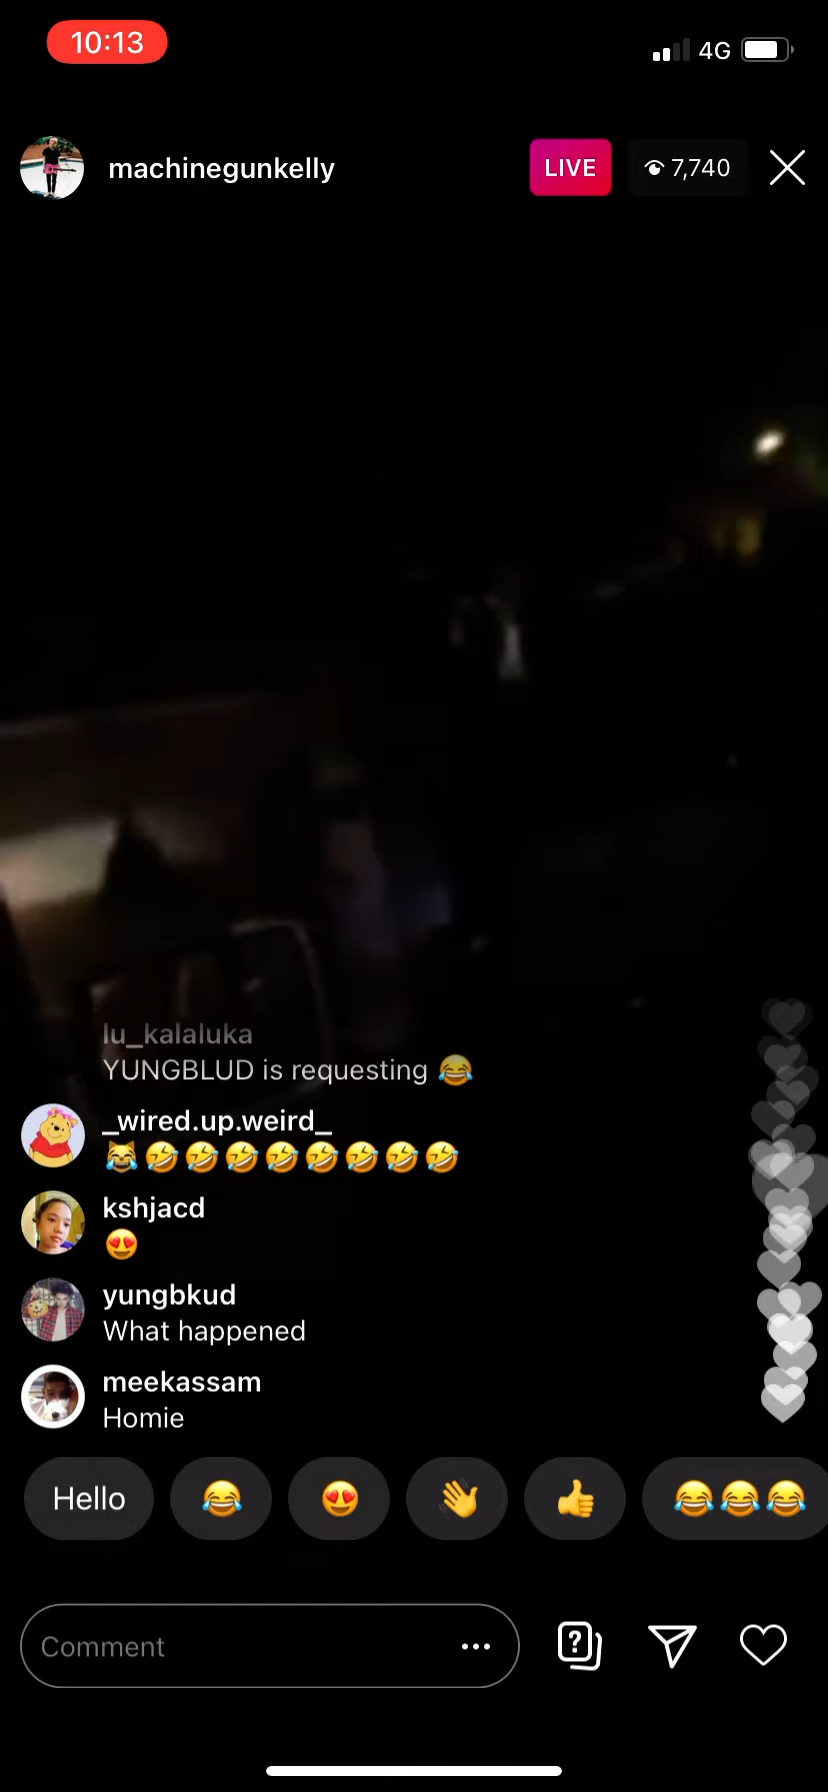 10:13
4G
machinegunkelly
LIVE
7,740
lu_kalaluka
YUNGBLUD is requesting 😂
_wired.up.weird_
😹🤣🤣🤣🤣🤣🤣🤣🤣
kshjacd
😍
yungbkud
What happened
meekassam
Homie
Hello 😂 😍 👋 👍 😂😂😂
Comment